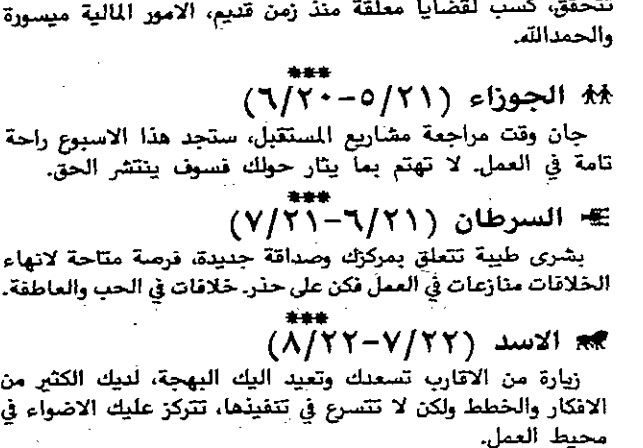 تتحقق، كسب لقضايا معلقة منذ زمن قديم، الامور المالية ميسورة
والحمدالله.
***
الجوزاء (٥/٢١-٦/٢٠)
جان وقت مراجعة مشاريع المستقبل، ستجد هذا الاسبوع راحة
تامة في العمل. لا تهتم بما يثار حولك فسوف ينتشر الحق.
***
السرطان (٦/٢١-٧/٢١)
بشرى طيبة تتعلق بمركزك وصداقة جديدة، فرصة متاحة لانهاء
الخلافات منازعات في العمل فكن على حذر. خلافات في الحب والعاطفة.
***
الاسد (٧/٢٢-٨/٢٢)
زيارة من الاقارب تسعدك وتعيد اليك البهجة، لديك الكثير من
الافكار والخطط ولكن لا تتسرع في تتفيذها، تتركز عليك الاضواء في
محيط العمل.